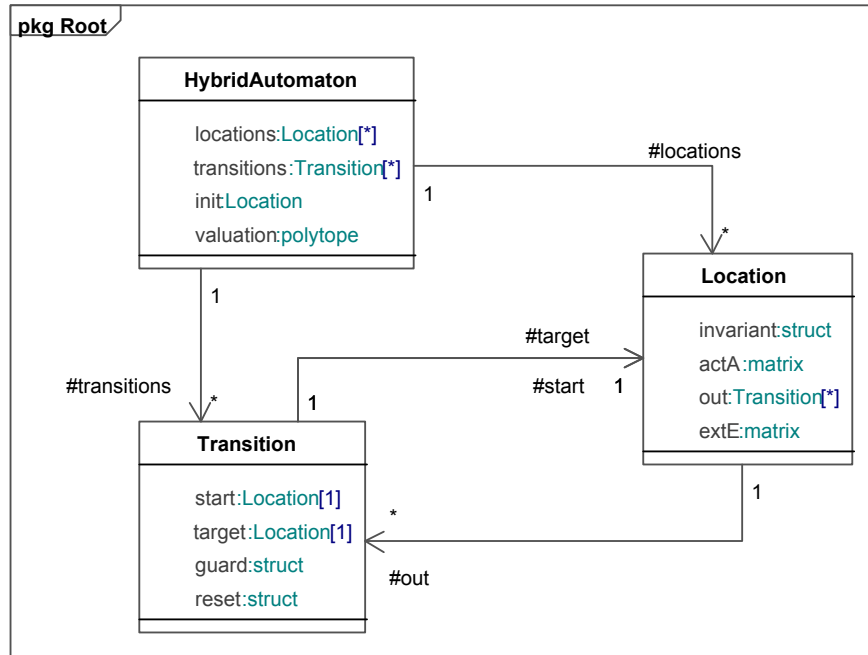 pkg Root
HybridAutomaton
locations:Location[*]
transitions:Transition[*]
init:Location
valuation:polytope
#locations
1
*
Location
invariant:struct
actA:matrix
out:Transition[*]
extE:matrix
1
#target
#transitions
*
#start
1
1
Transition
start:Location[1]
target:Location[1]
guard:struct
reset:struct
1
*
#out